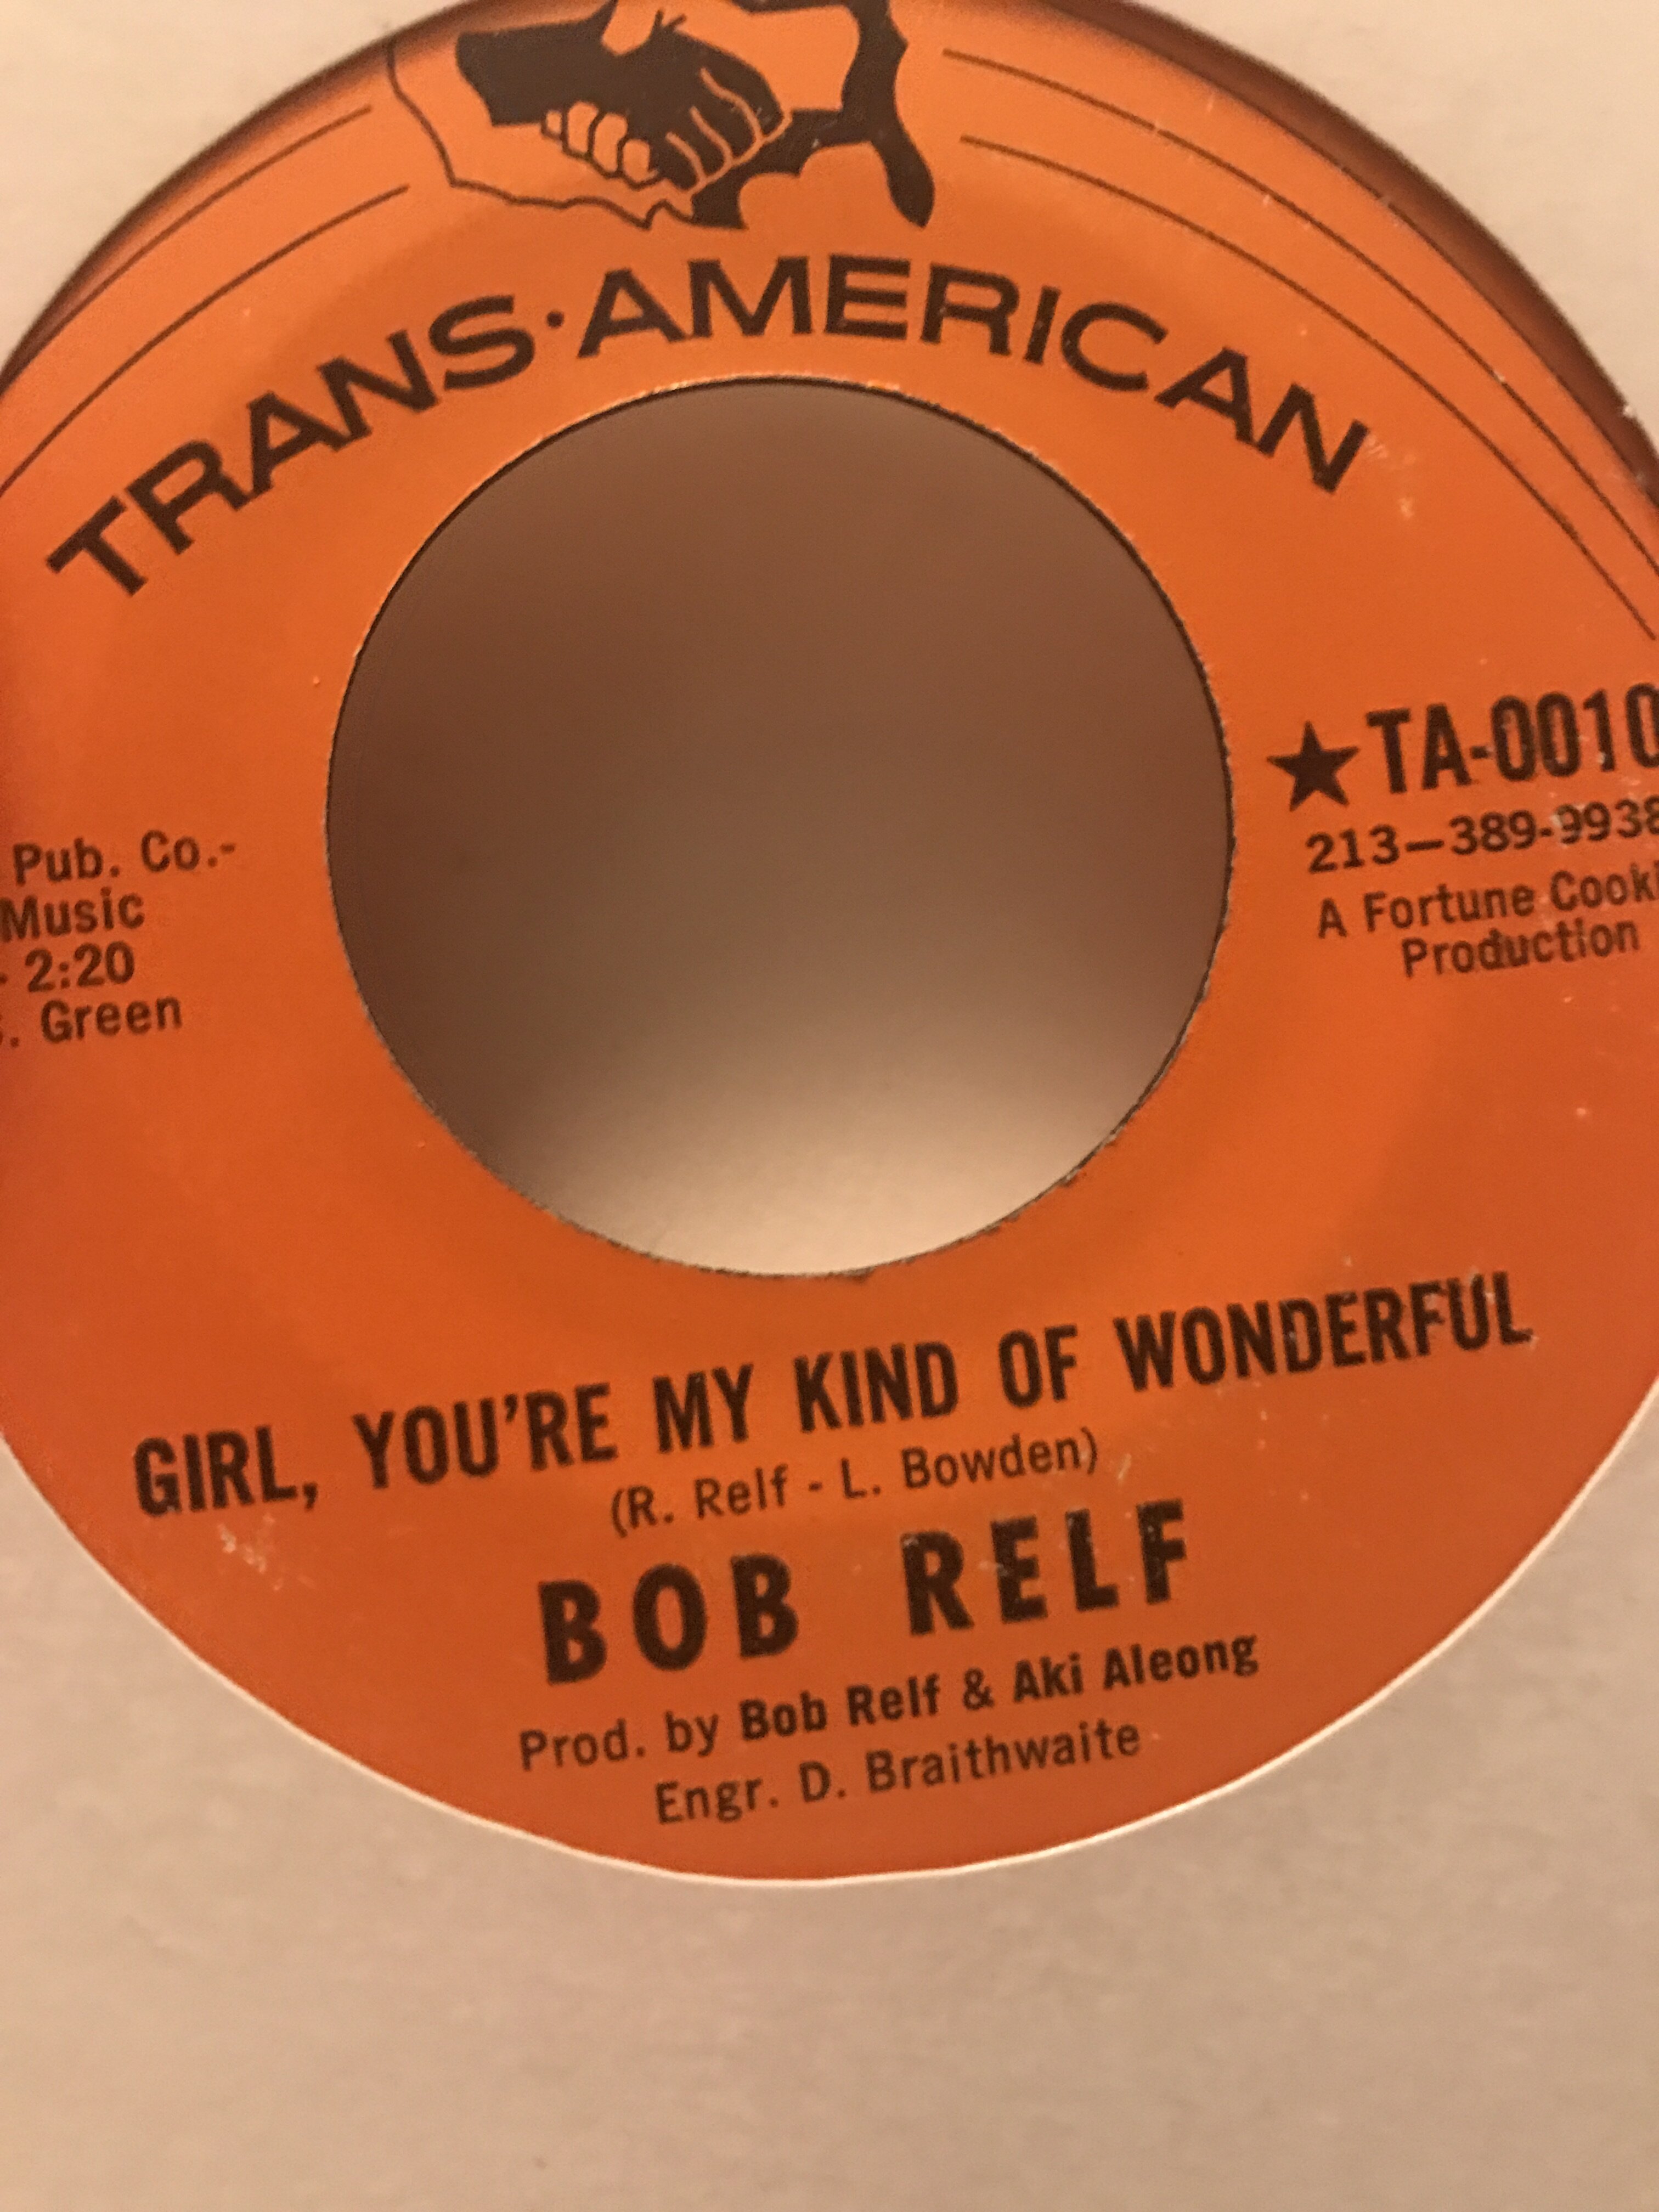 TRANS·AMERICAN
Pub. Co.-
Music
- 2:20
. Green
★TA-0010
213-389-9938
A Fortune Cooki
Production
GIRL, YOU'RE MY KIND OF WONDERFUL
(R. Relf - L. Bowden)
BOB RELF
Prod. by Bob Relf & Aki Aleong
Engr. D. Braithwaite